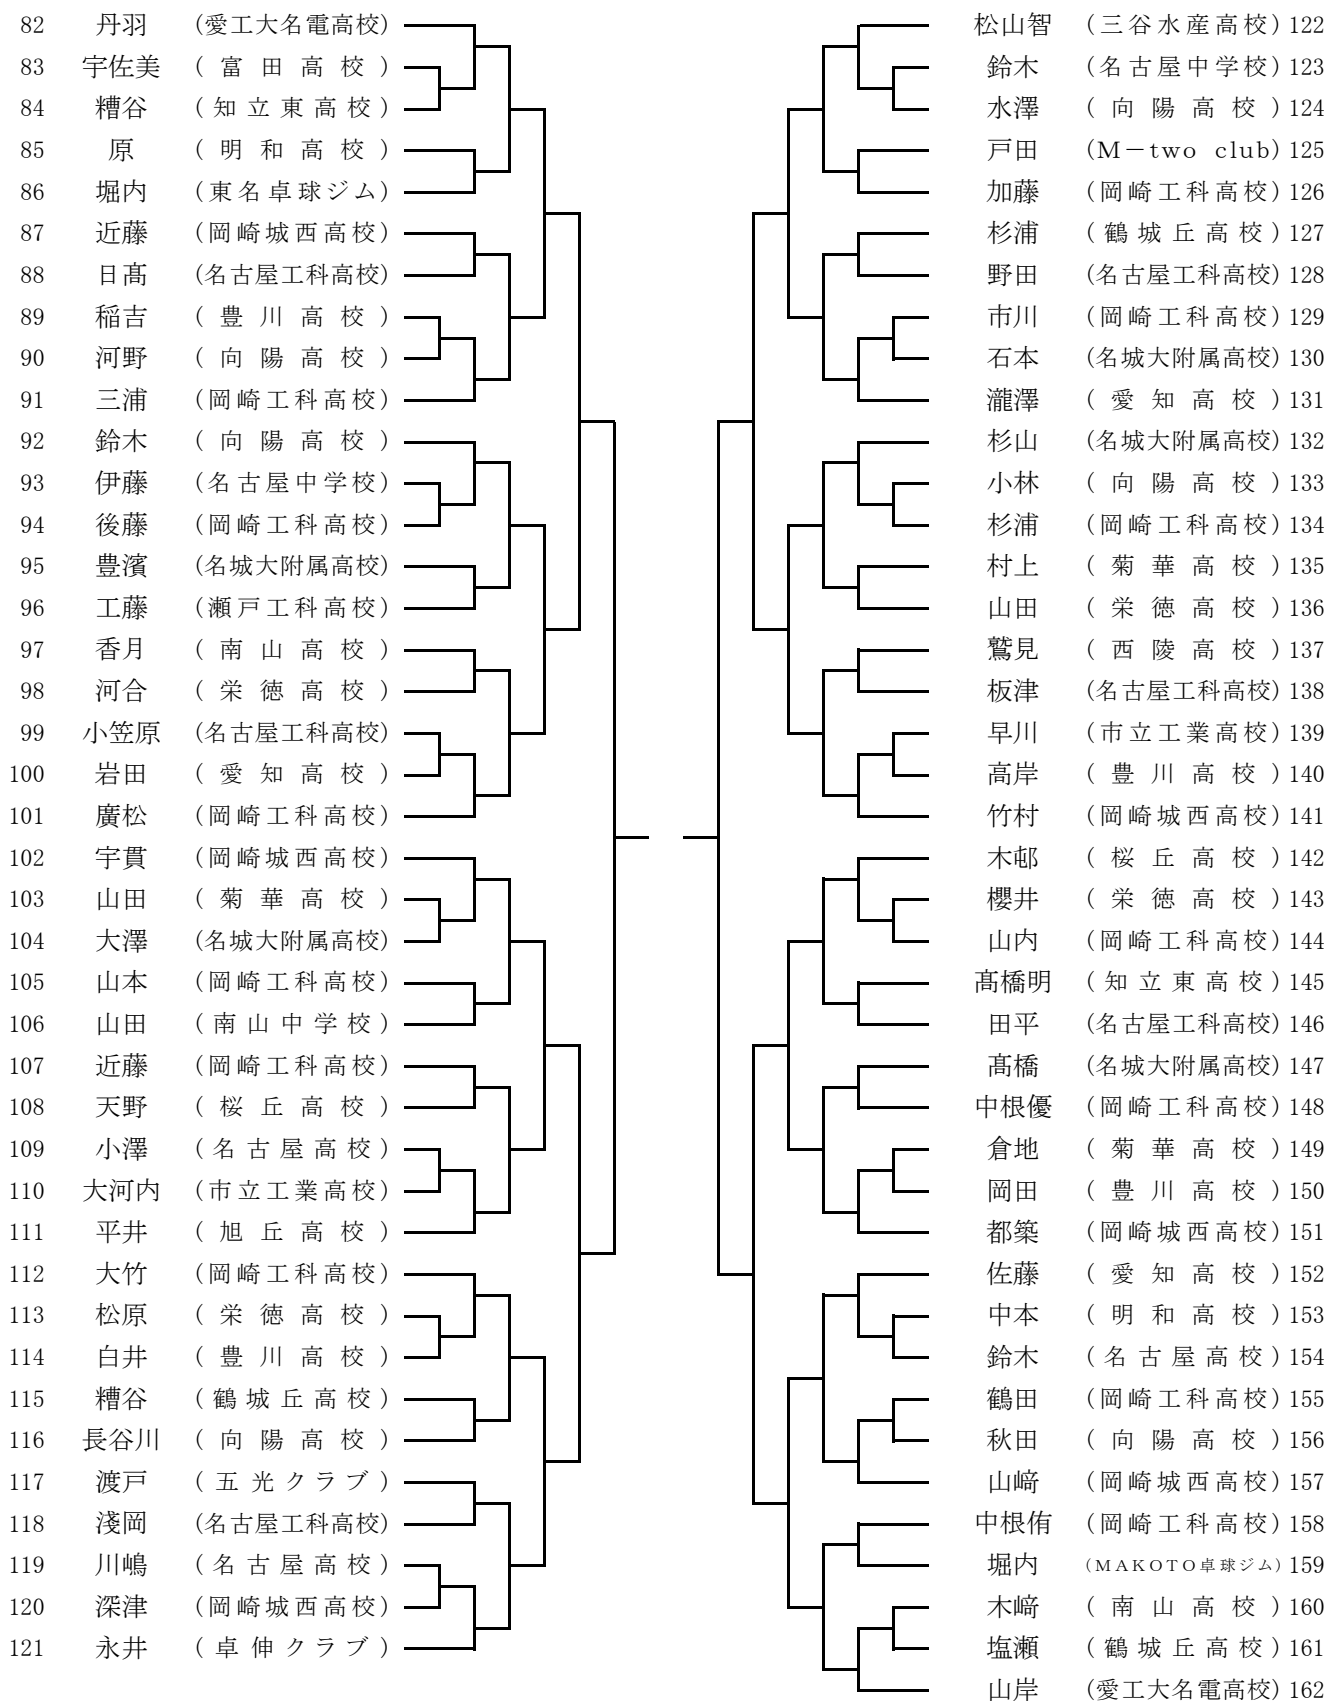 82 丹羽 (愛工大名電高校)
83 宇佐美 (富田高校)
84 糟谷 (知立東高校)
85 原 (明和高校)
86 堀内 (東名卓球ジム)
87 近藤 (岡崎城西高校)
88 日髙 (名古屋工科高校)
89 稲吉 (豊川高校)
90 河野 (向陽高校)
91 三浦 (岡崎工科高校)
92 鈴木 (向陽高校)
93 伊藤 (名古屋中学校)
94 後藤 (岡崎工科高校)
95 豊濱 (名城大附属高校)
96 工藤 (瀬戸工科高校)
97 香月 (南山高校)
98 河合 (栄徳高校)
99 小笠原 (名古屋工科高校)
100 岩田 (愛知高校)
101 廣松 (岡崎工科高校)
102 宇貫 (岡崎城西高校)
103 山田 (菊華高校)
104 大澤 (名城大附属高校)
105 山本 (岡崎工科高校)
106 山田 (南山中学校)
107 近藤 (岡崎工科高校)
108 天野 (桜丘高校)
109 小澤 (名古屋高校)
110 大河内 (市立工業高校)
111 平井 (旭丘高校)
112 大竹 (岡崎工科高校)
113 松原 (栄徳高校)
114 白井 (豊川高校)
115 糟谷 (鶴城丘高校)
116 長谷川 (向陽高校)
117 渡戸 (五光クラブ)
118 淺岡 (名古屋工科高校)
119 川嶋 (名古屋高校)
120 深津 (岡崎城西高校)
121 永井 (卓伸クラブ)
松山智 (三谷水産高校) 122
鈴木 (名古屋中学校) 123
水澤 (向陽高校) 124
戸田 (M－two club) 125
加藤 (岡崎工科高校) 126
杉浦 (鶴城丘高校) 127
野田 (名古屋工科高校) 128
市川 (岡崎工科高校) 129
石本 (名城大附属高校) 130
瀧澤 (愛知高校) 131
杉山 (名城大附属高校) 132
小林 (向陽高校) 133
杉浦 (岡崎工科高校) 134
村上 (菊華高校) 135
山田 (栄徳高校) 136
鷲見 (西陵高校) 137
板津 (名古屋工科高校) 138
早川 (市立工業高校) 139
高岸 (豊川高校) 140
竹村 (岡崎城西高校) 141
木邨 (桜丘高校) 142
櫻井 (栄徳高校) 143
山内 (岡崎工科高校) 144
髙橋明 (知立東高校) 145
田平 (名古屋工科高校) 146
髙橋 (名城大附属高校) 147
中根優 (岡崎工科高校) 148
倉地 (菊華高校) 149
岡田 (豊川高校) 150
都築 (岡崎城西高校) 151
佐藤 (愛知高校) 152
中本 (明和高校) 153
鈴木 (名古屋高校) 154
鶴田 (岡崎工科高校) 155
秋田 (向陽高校) 156
山﨑 (岡崎城西高校) 157
中根侑 (岡崎工科高校) 158
堀内 (MAKOTO卓球ジム) 159
木﨑 (南山高校) 160
塩瀬 (鶴城丘高校) 161
山岸 (愛工大名電高校) 162